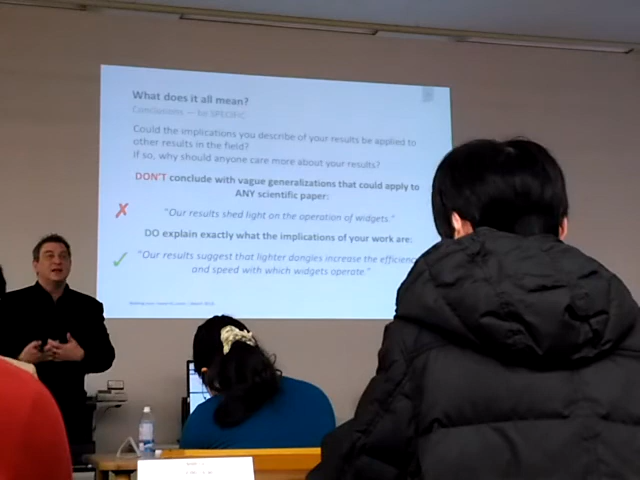 What does it all mean?
Conclusions — be SPECIFIC
Could the implications you describe of your results be applied to
other results in the field?
If so, why should anyone care more about your results?
DON'T conclude with vague generalizations that could apply to
ANY scientific paper:
✗ "Our results shed light on the operation of widgets."
DO explain exactly what the implications of your work are:
✓ "Our results suggest that lighter dangles increase the efficienc
and speed with which widgets operate."